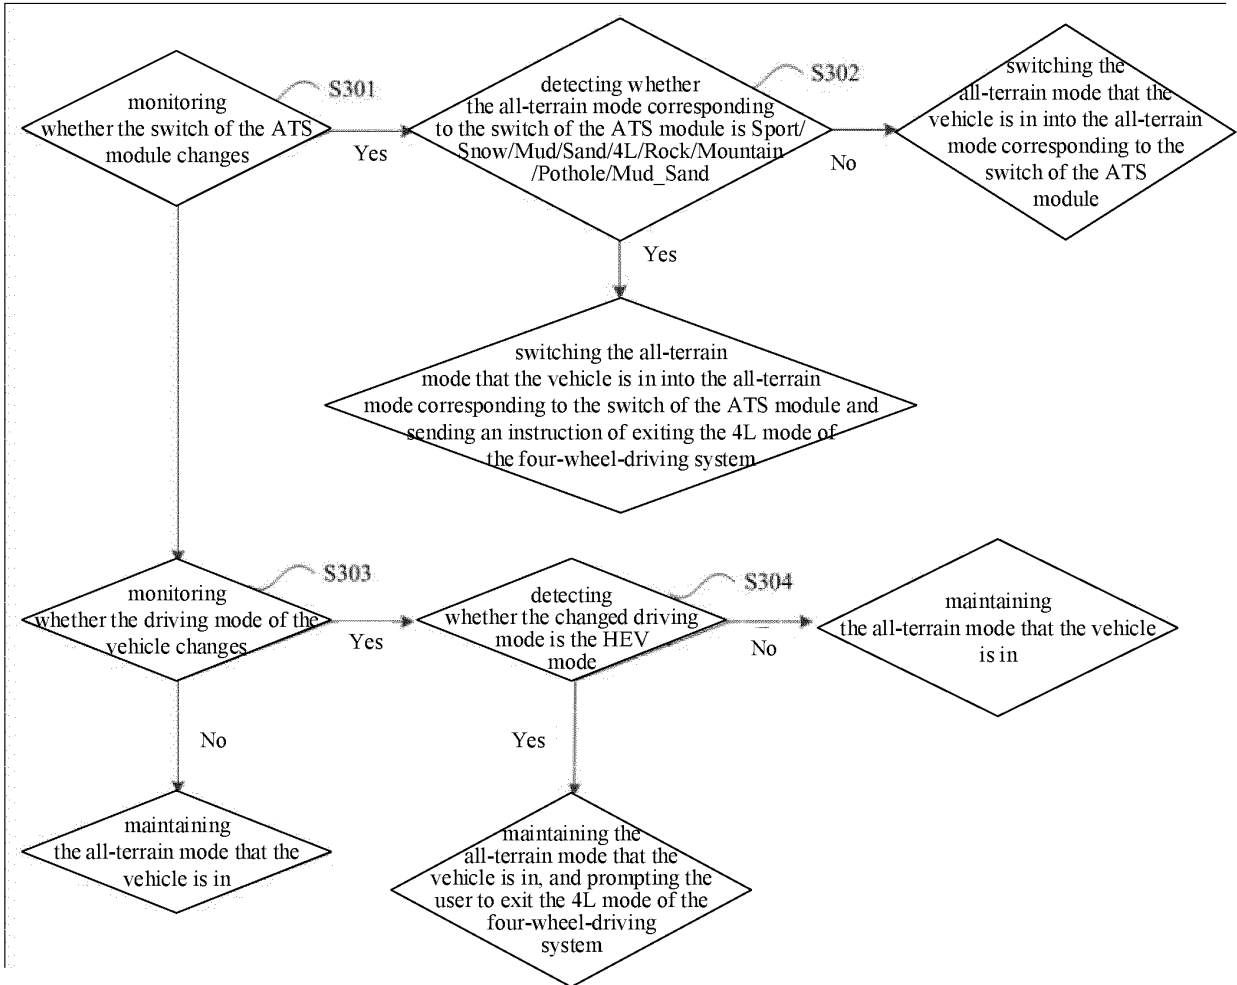 monitoring
whether the switch of the ATS
module changes
S301
Yes
detecting whether
the all-terrain mode corresponding
to the switch of the ATS module is Sport/
Snow/Mud/Sand/4L/Rock/Mountain
/Pothole/Mud_Sand
S302
No
switching the
all-terrain mode that the
vehicle is in into the all-terrain
mode corresponding to the
switch of the ATS
module
Yes
switching the all-terrain
mode that the vehicle is in into the all-terrain
mode corresponding to the switch of the ATS module and
sending an instruction of exiting the 4L mode of
the four-wheel-driving system
monitoring
whether the driving mode of the
vehicle changes
S303
Yes
detecting
whether the changed driving
mode is the HEV
mode
S304
No
maintaining
the all-terrain mode that the vehicle
is in
No
Yes
maintaining
the all-terrain mode that the
vehicle is in
maintaining the
all-terrain mode that the
vehicle is in, and prompting the
user to exit the 4L mode of the
four-wheel-driving
system